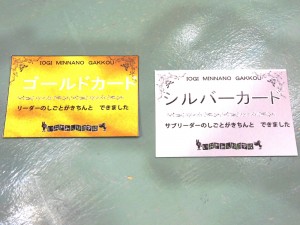 IOGI MINNANO GAKKOU
ゴールドカード
リーダーのしごとがきちんと できました
IOGI MINNANO GAKKOU
シルバーカード
サブリーダーのしごとがきちんと できました